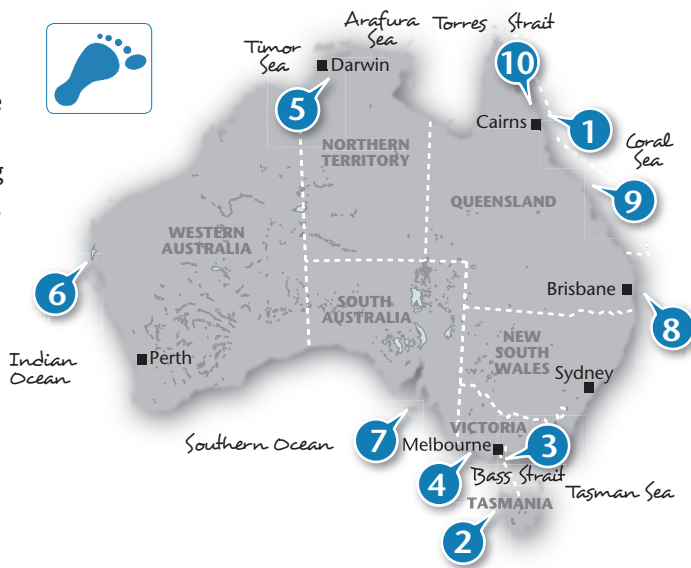 Arafura
Sea
Torres Strait
Timor
Sea
Darwin
10
e
5
Cairns
1
NORTHERN
TERRITORY
Coral
Sea
g
QUEENSLAND
9
WESTERN
AUSTRALIA
6
Brisbane
SOUTH
AUSTRALIA
8
NEW
SOUTH
WALES
Indian
Ocean
Perth
Sydney
7
VICTORIA
Southern Ocean
Melbourne
3
4
Bass Strait
Tasman Sea
TASMANIA
2